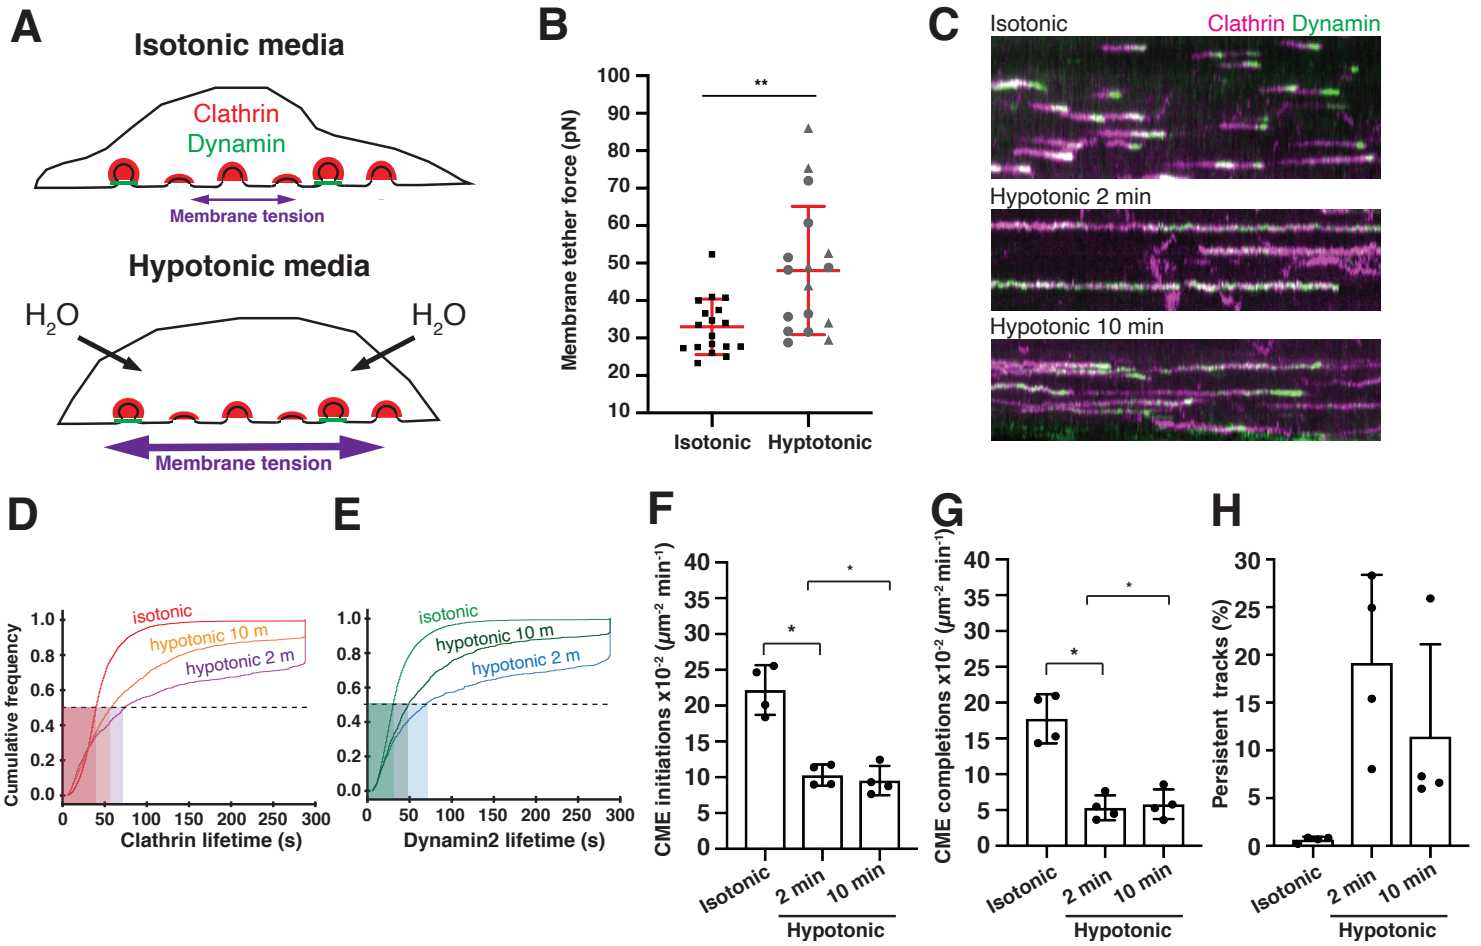 A
Isotonic media
Clathrin
Dynamin
Membrane tension
Hypotonic media
H2O
H2O
Membrane tension
B
Membrane tether force (pN)
100
90
80
70
60
50
40
30
20
10
**
Isotonic
Hyptotonic
C
Isotonic
Clathrin Dynamin
Hypotonic 2 min
Hypotonic 10 min
D
Cumulative frequency
1.0
0.8
0.6
0.4
0.2
0.0
isotonic
hypotonic 10 m
hypotonic 2 m
0 50 100 150 200 250 300
Clathrin lifetime (s)
E
1.0
0.8
0.6
0.4
0.2
0.0
isotonic
hypotonic 10 m
hypotonic 2 m
0 50 100 150 200 250 300
Dynamin2 lifetime (s)
F
CME initiations x10-2 (µm-2 min-1)
40
35
30
25
20
15
10
5
0
*
*
Isotonic
2 min
10 min
Hypotonic
G
CME completions x10-2 (µm-2 min-1)
40
35
30
25
20
15
10
5
0
*
*
Isotonic
2 min
10 min
Hypotonic
H
Persistent tracks (%)
30
25
20
15
10
5
0
Isotonic
2 min
10 min
Hypotonic